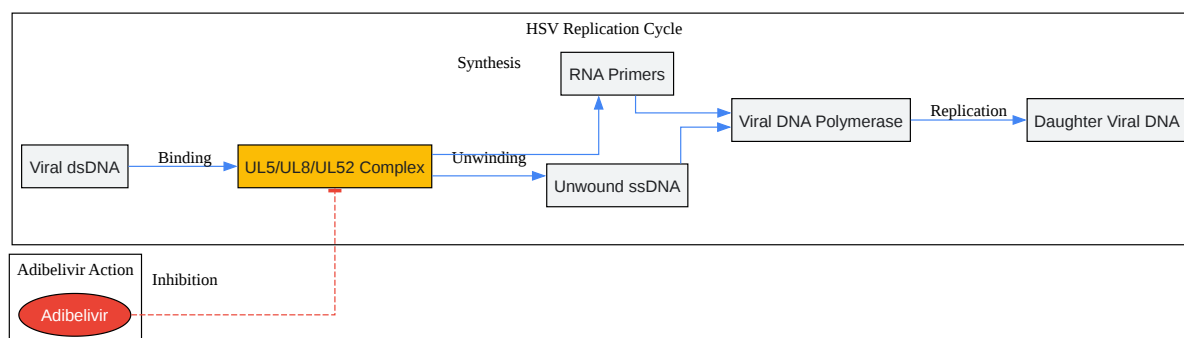 HSV Replication Cycle
Synthesis
RNA Primers
Viral DNA Polymerase
Replication
Daughter Viral DNA
Viral dsDNA
Binding
UL5/UL8/UL52 Complex
Unwinding
Unwound ssDNA
Adibelivir Action
Inhibition
Adibelivir